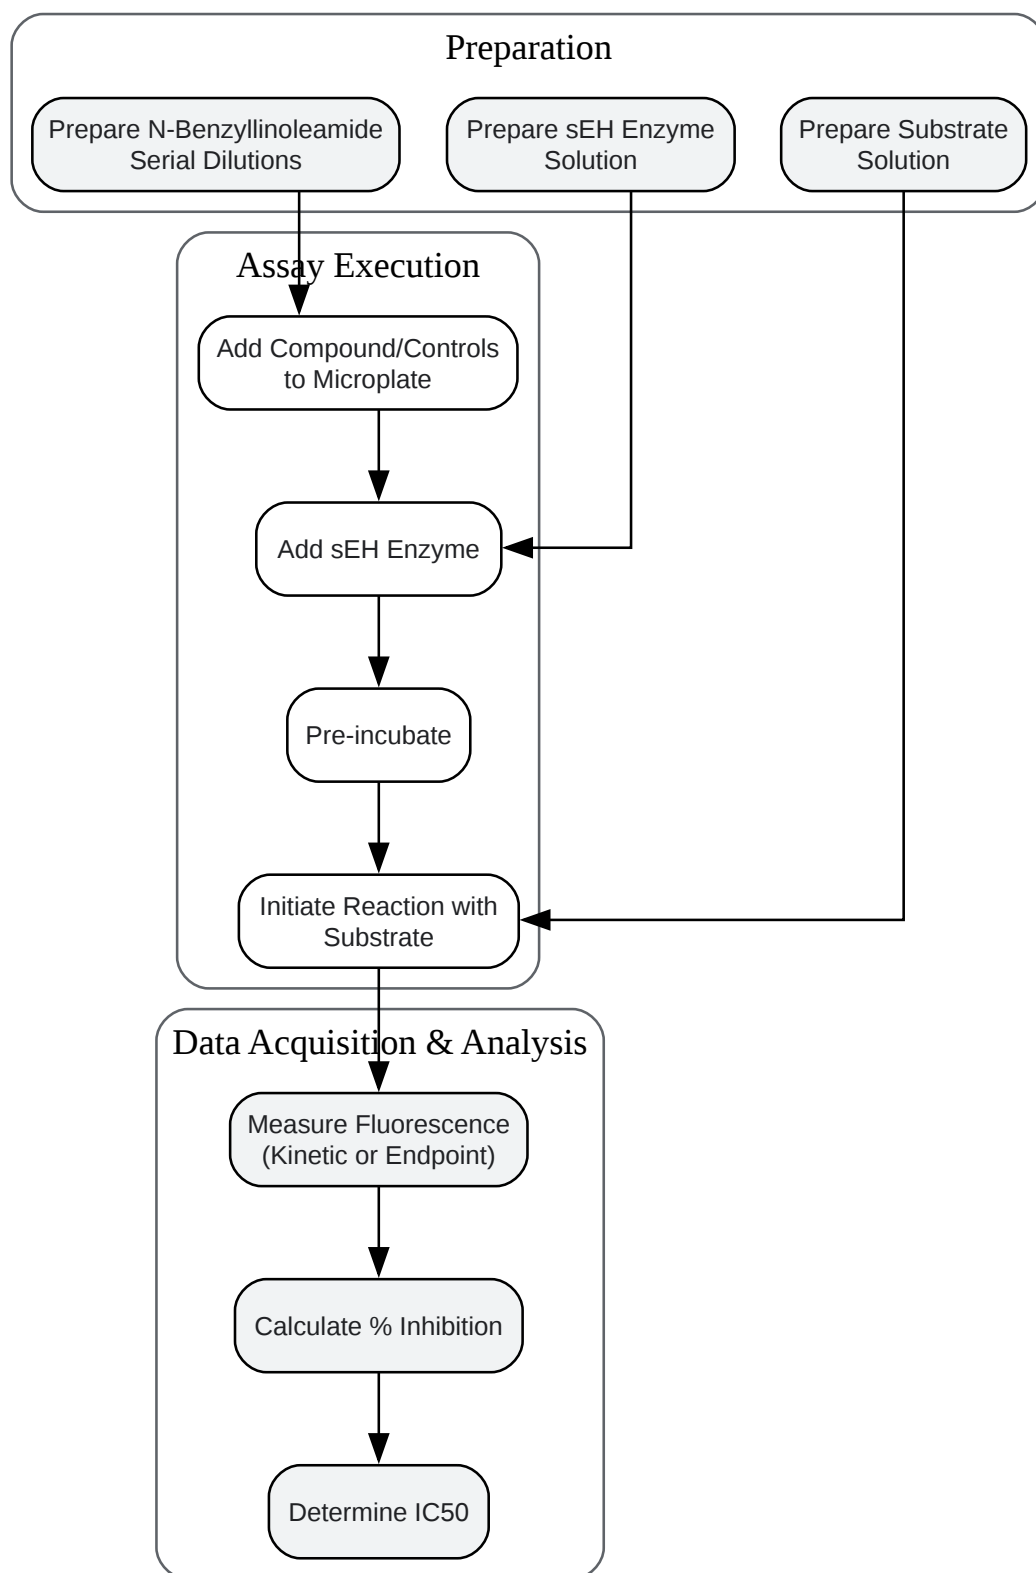 Preparation
Prepare N-Benzyllinoleamide
Serial Dilutions
Prepare sEH Enzyme
Solution
Prepare Substrate
Solution
Assay Execution
Add Compound/Controls
to Microplate
Add sEH Enzyme
Pre-incubate
Initiate Reaction with
Substrate
Data Acquisition & Analysis
Measure Fluorescence
(Kinetic or Endpoint)
Calculate % Inhibition
Determine IC50